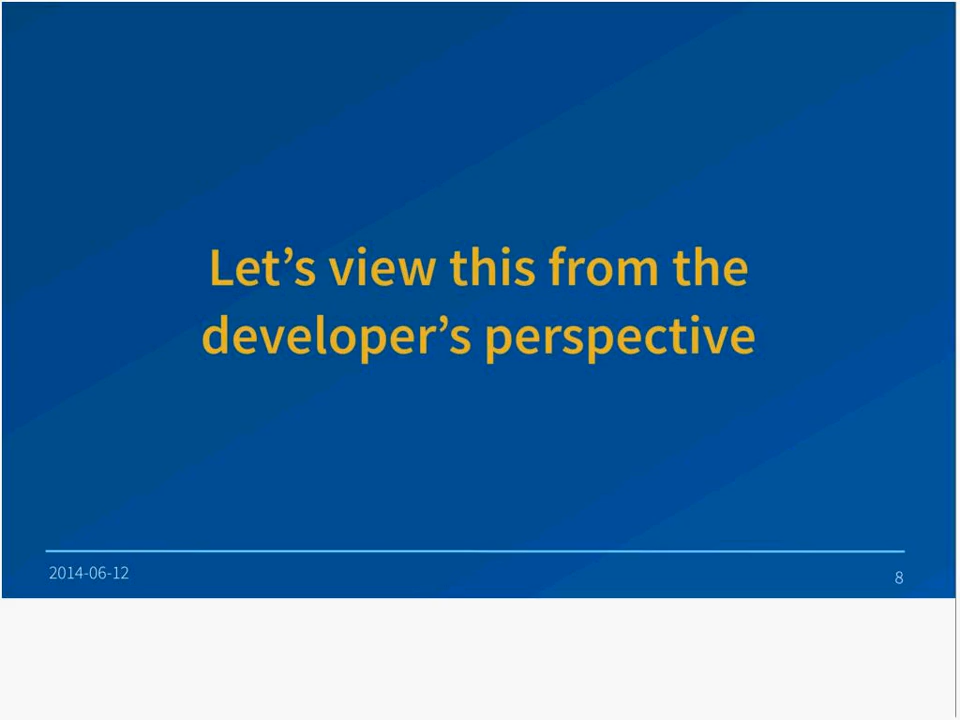 Let’s view this from the
developer’s perspective
2014-06-12
8